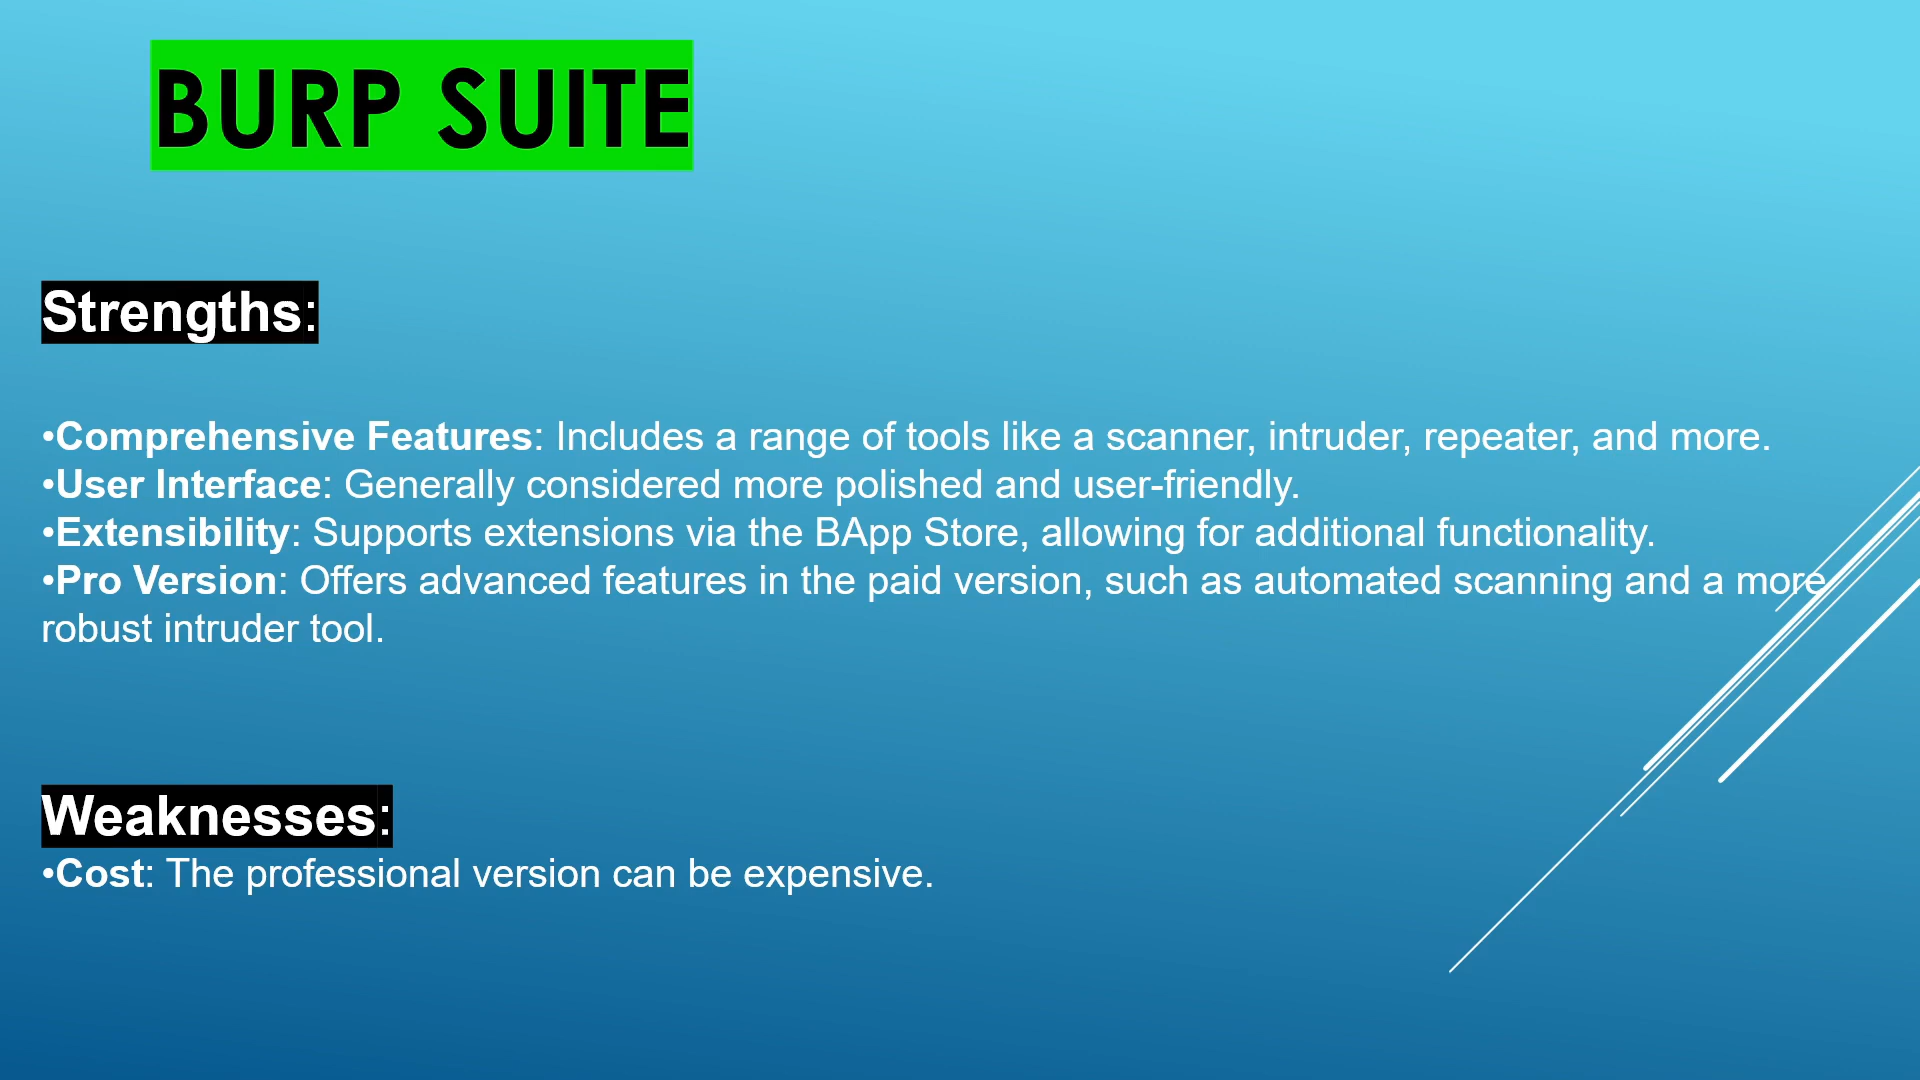 BURP SUITE
Strengths:
•Comprehensive Features: Includes a range of tools like a scanner, intruder, repeater, and more.
•User Interface: Generally considered more polished and user-friendly.
•Extensibility: Supports extensions via the BApp Store, allowing for additional functionality.
•Pro Version: Offers advanced features in the paid version, such as automated scanning and a more
robust intruder tool.
Weaknesses:
•Cost: The professional version can be expensive.